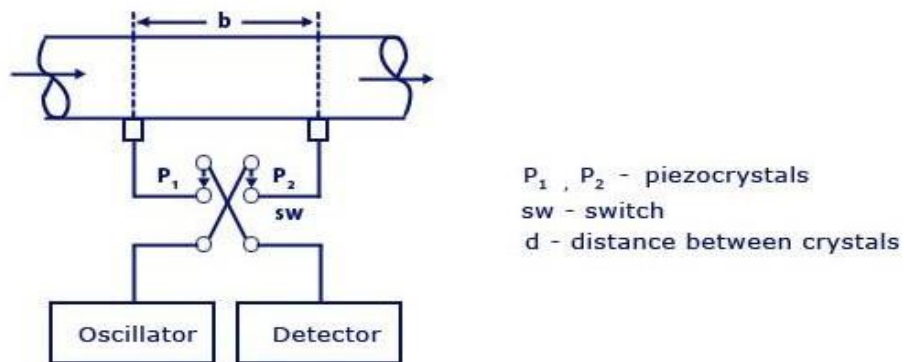 b
P₁ P₂
sw
Oscillator Detector
P₁ , P₂ - piezocrystals
sw - switch
d - distance between crystals